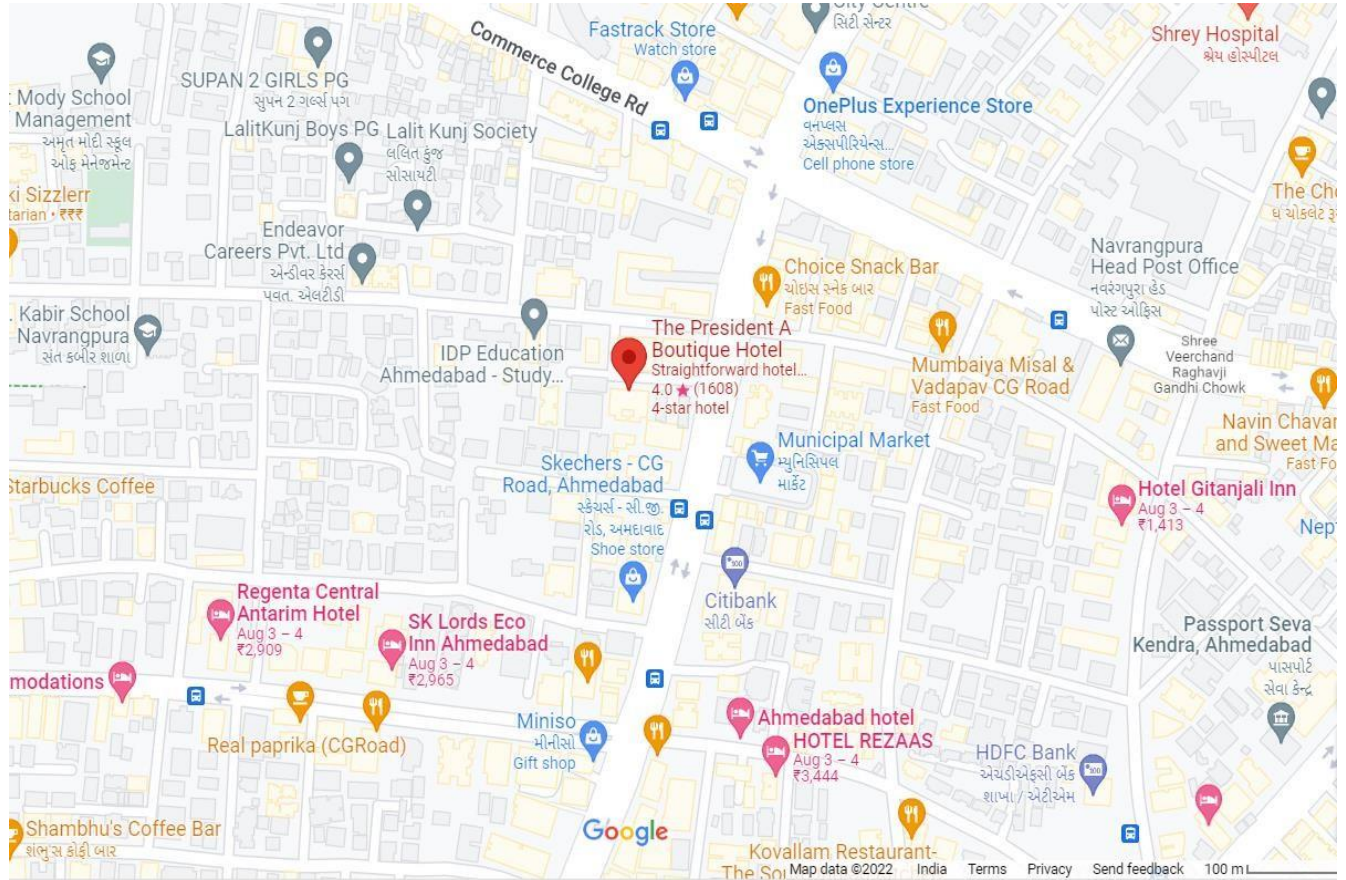 City Centre
સિટી સેન્ટર
Fastrack Store
Watch store
Commerce College Rd
Shrey Hospital
શ્રેય હોસ્પીટલ
SUPAN 2 GIRLS PG
સુપન 2 ગર્લ્સ પગ
Mody School
Management
અમૃત મોદી સ્કૂલ
ઓફ મેનેજમેન્ટ
LalitKunj Boys PG
Lalit Kunj Society
લલિત કુંજ
સોસાયટી
OnePlus Experience Store
વનપ્લસ
એક્સપીરિયેન્સ...
Cell phone store
ki Sizzlerr
tarian • ₹₹₹
The Cho
ધ ચોકલેટ રૂ
Endeavor
Careers Pvt. Ltd
એન્ડીવર કેરર્સ
પવત. એલટીડી
Choice Snack Bar
ચોઇસ સ્નેક બાર
Fast Food
Navrangpura
Head Post Office
નવરંગપુરા હેડ
પોસ્ટ ઓફિસ
. Kabir School
Navrangpura
સંત કબીર શાળા
IDP Education
Ahmedabad - Study...
The President A
Boutique Hotel
Straightforward hotel...
4.0 ★ (1608)
4-star hotel
Mumbaiya Misal &
Vadapav CG Road
Fast Food
Shree
Veerchand
Raghavji
Gandhi Chowk
Navin Chavan
and Sweet Ma
Fast Fo
Municipal Market
મ્યુનિસિપલ
માર્કેટ
Skechers - CG
Road, Ahmedabad
સ્કેચર્સ - સી.જી.
રોડ, અમદાવાદ
Shoe store
Starbucks Coffee
Hotel Gitanjali Inn
Aug 3 – 4
₹1,413
Nept
Citibank
સીટી બેંક
Regenta Central
Antarim Hotel
Aug 3 – 4
₹2,909
SK Lords Eco
Inn Ahmedabad
Aug 3 – 4
₹2,965
Passport Seva
Kendra, Ahmedabad
પાસપોર્ટ
સેવા કેન્દ્ર
modations
Real paprika (CGRoad)
Miniso
મીનીસો
Gift shop
Ahmedabad hotel
HOTEL REZAAS
Aug 3 – 4
₹3,444
HDFC Bank
એચડીએફસી બેંક
શાખા / એટીએમ
Shambhu's Coffee Bar
શંભુ'સ કોફી બાર
Google
Kovallam Restaurant-
The Sou
Map data ©2022 India Terms Privacy Send feedback 100 m